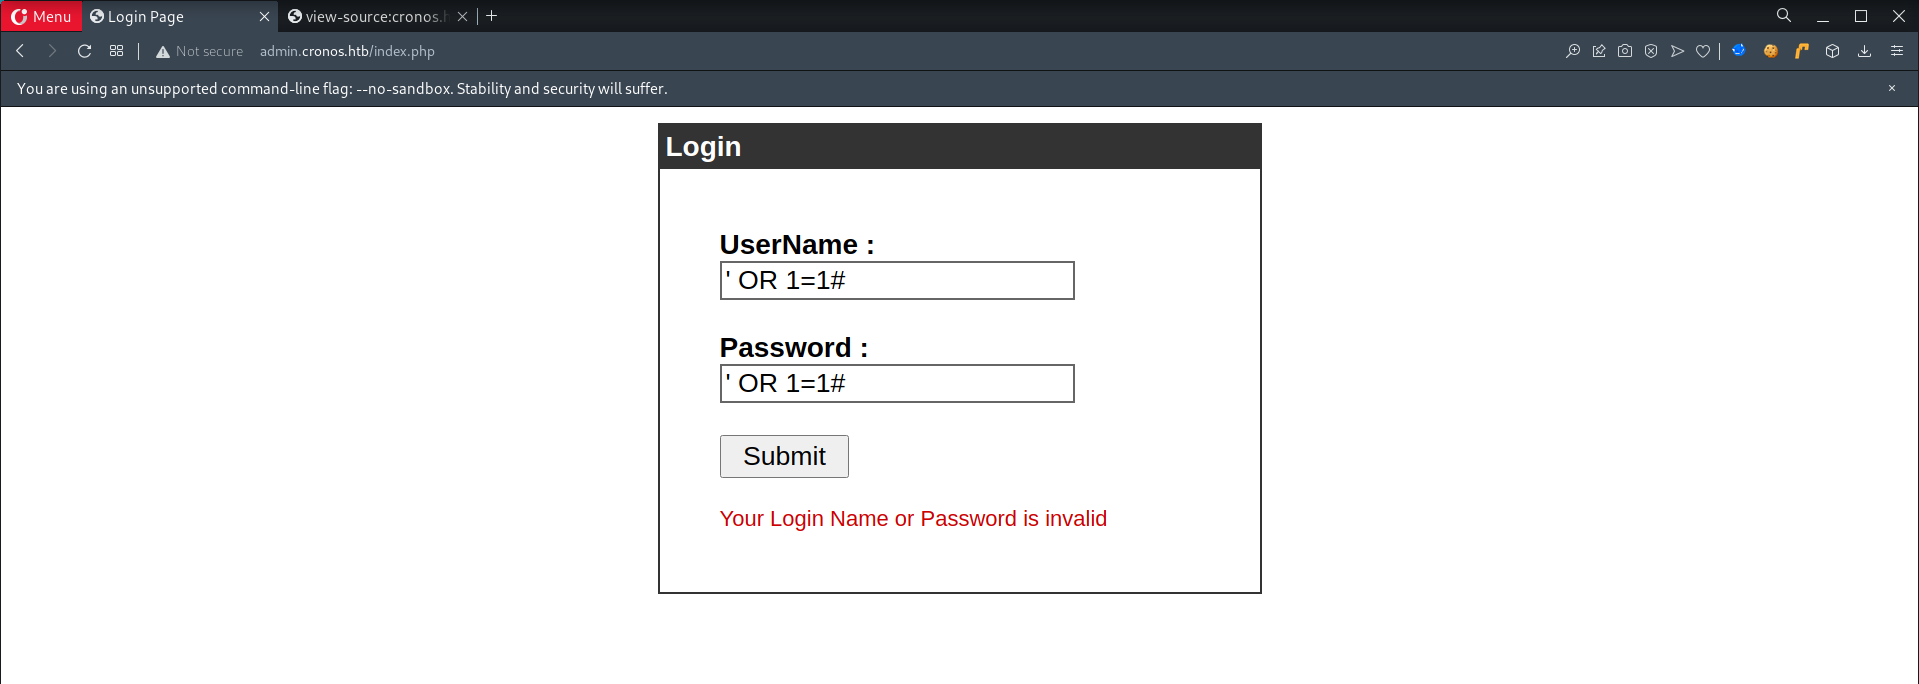 Menu Login Page view-source:cronos.h
Not secure admin.cronos.htb/index.php
You are using an unsupported command-line flag: --no-sandbox. Stability and security will suffer.
Login
UserName :
' OR 1=1#
Password :
' OR 1=1#
Submit
Your Login Name or Password is invalid